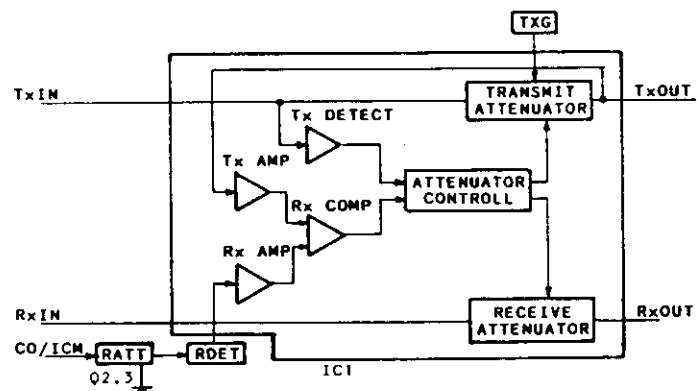 TXG
TxIN
TRANSMIT
ATTENUATOR
TxOUT
Tx DETECT
Tx AMP
ATTENUATOR
CONTROLL
Rx COMP
Rx AMP
RxIN
RECEIVE
ATTENUATOR
RxOUT
CO/ICM
RATT
RDET
Q2.3
IC1